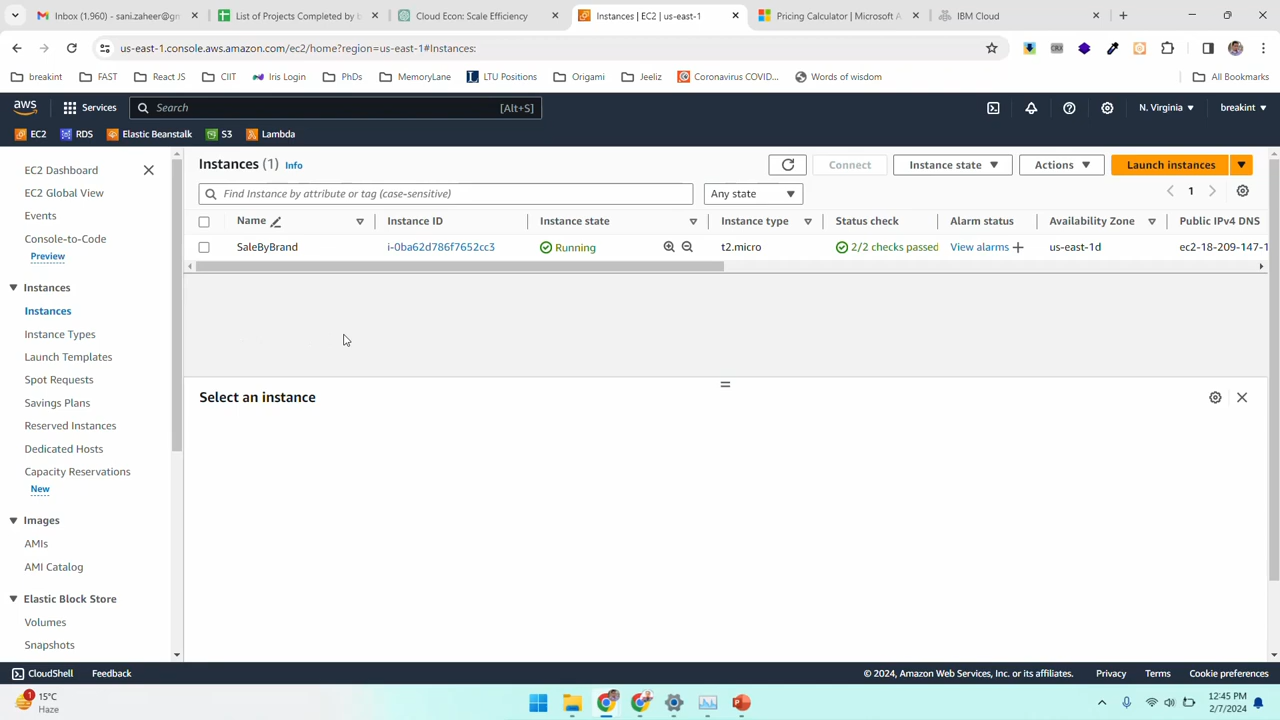 Inbox (1,960) - sani.zaheer@gm
List of Projects Completed by t
Cloud Econ: Scale Efficiency
Instances | EC2 | us-east-1
Pricing Calculator | Microsoft A
IBM Cloud
us-east-1.console.aws.amazon.com/ec2/home?region=us-east-1#Instances:
breakint
FAST
React JS
CIIT
Iris Login
PhDs
MemoryLane
LTU Positions
Origami
Jeeliz
Coronavirus COVID...
Words of wisdom
All Bookmarks
aws
Services
Search
[Alt+S]
N. Virginia
breakint
EC2
RDS
Elastic Beanstalk
S3
Lambda
EC2 Dashboard
EC2 Global View
Events
Console-to-Code
Preview
Instances
Instances
Instance Types
Launch Templates
Spot Requests
Savings Plans
Reserved Instances
Dedicated Hosts
Capacity Reservations
New
Images
AMIs
AMI Catalog
Elastic Block Store
Volumes
Snapshots
Instances (1) Info
Connect
Instance state
Actions
Launch instances
Find Instance by attribute or tag (case-sensitive)
Any state
1
Name
Instance ID
Instance state
Instance type
Status check
Alarm status
Availability Zone
Public IPv4 DNS
SaleByBrand
i-0ba62d786f7652cc3
Running
t2.micro
2/2 checks passed
View alarms
us-east-1d
ec2-18-209-147-1
Select an instance
CloudShell
Feedback
© 2024, Amazon Web Services, Inc. or its affiliates.
Privacy
Terms
Cookie preferences
1
15°C
Haze
12:45 PM
2/7/2024